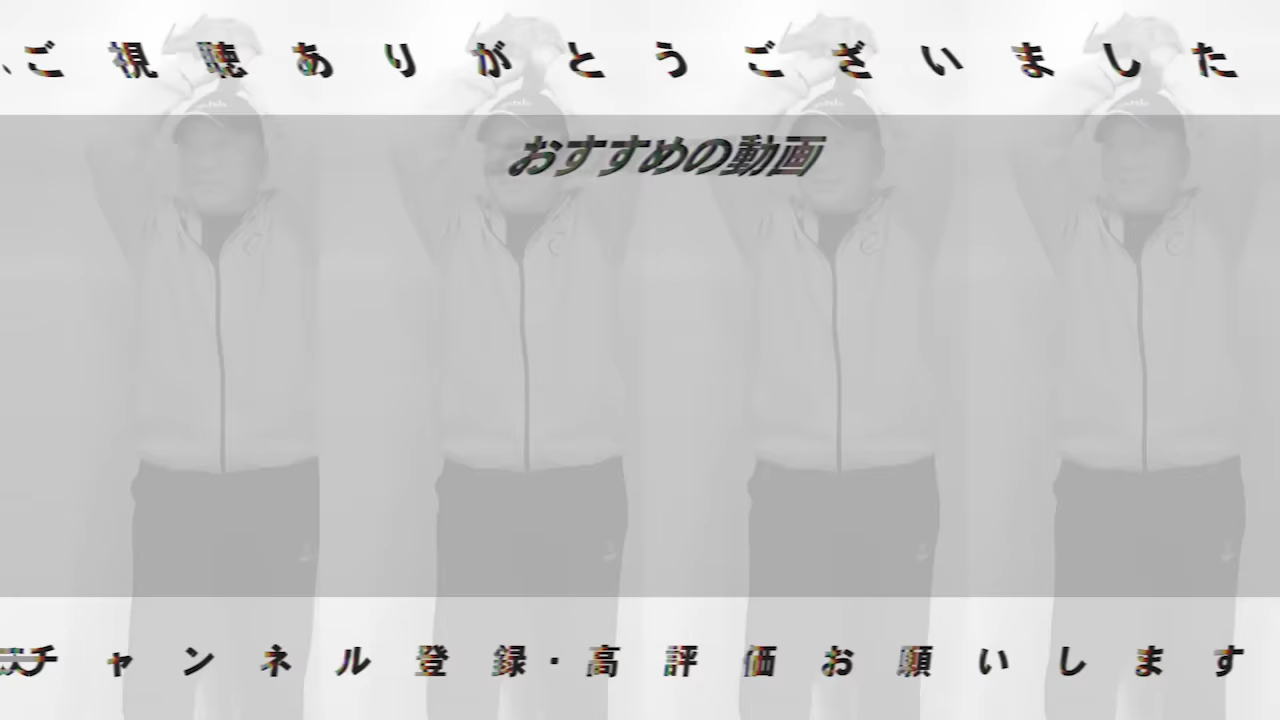 ご視聴ありがとうございました
おすすめの動画
チャンネル登録・高評価お願いします